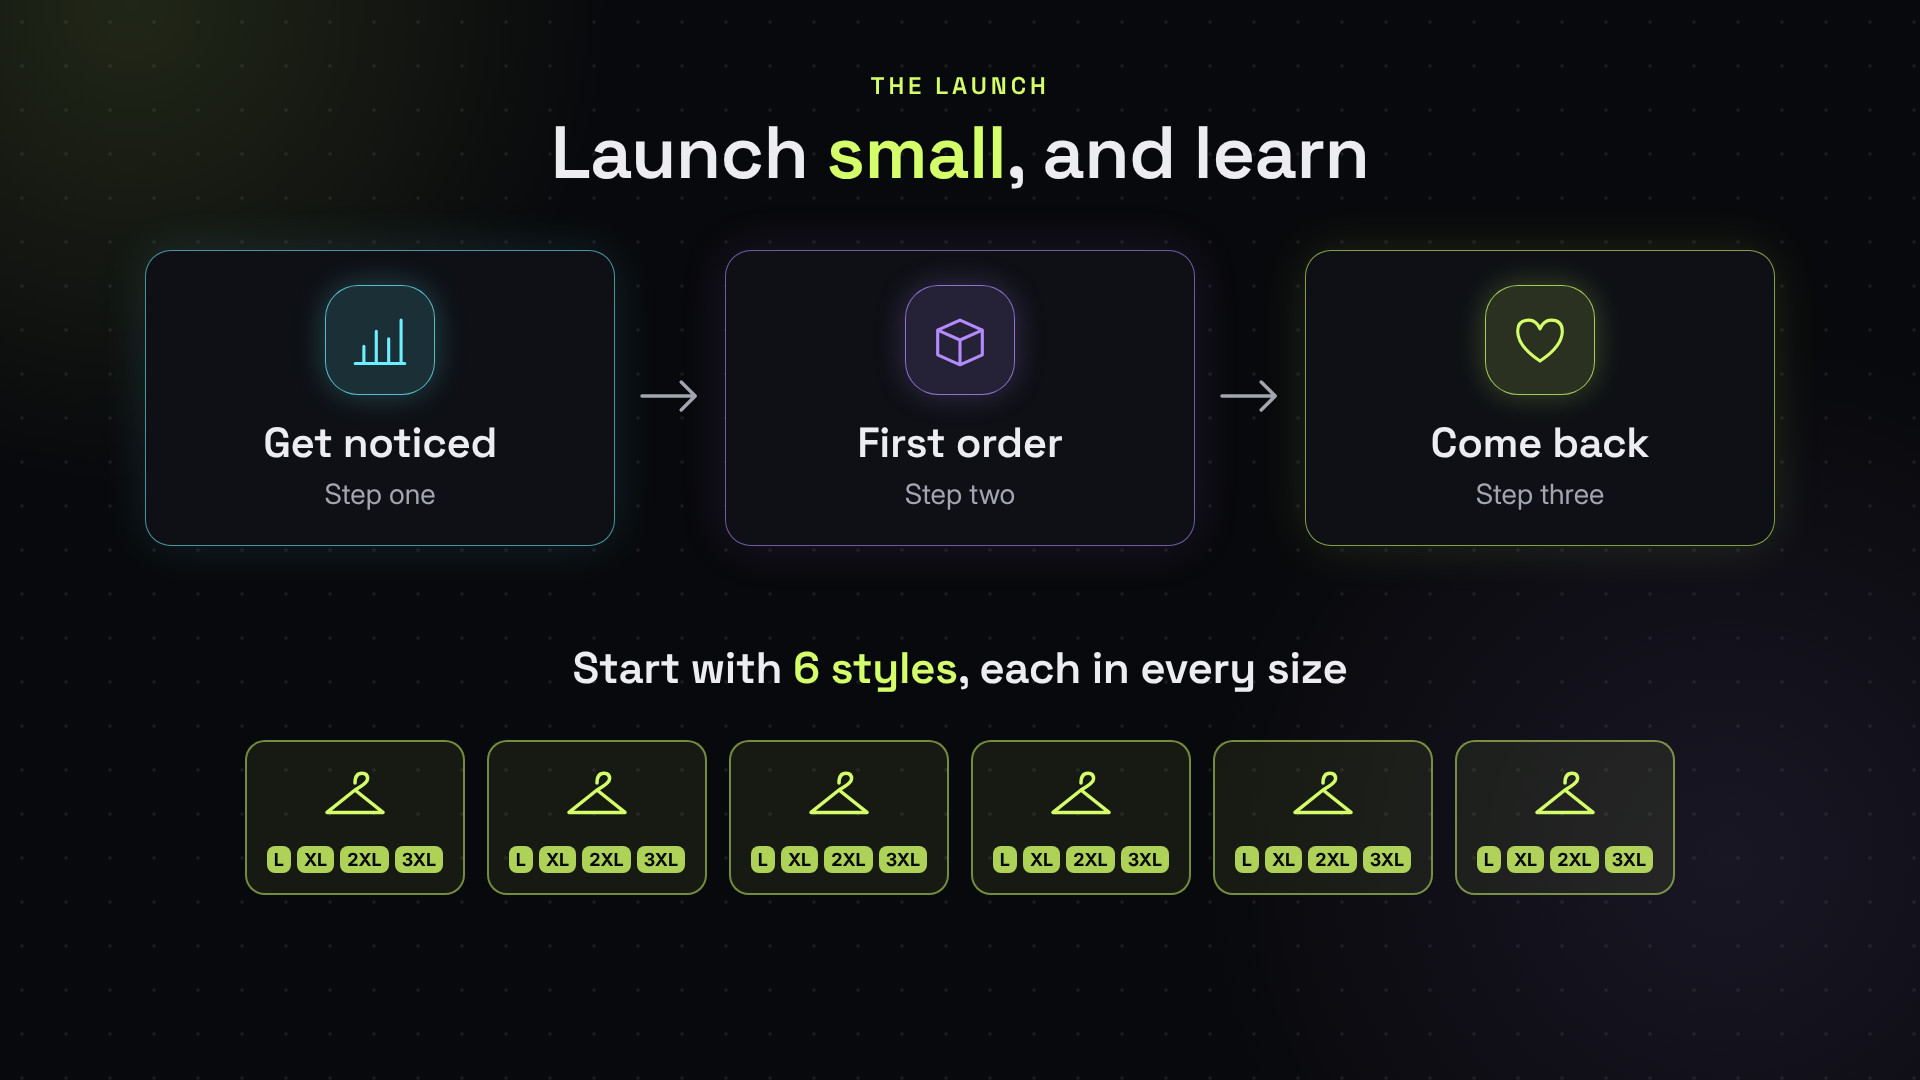 THE LAUNCH
Launch small, and learn
Get noticed
Step one
First order
Step two
Come back
Step three
Start with 6 styles, each in every size
L XL 2XL 3XL
L XL 2XL 3XL
L XL 2XL 3XL
L XL 2XL 3XL
L XL 2XL 3XL
L XL 2XL 3XL